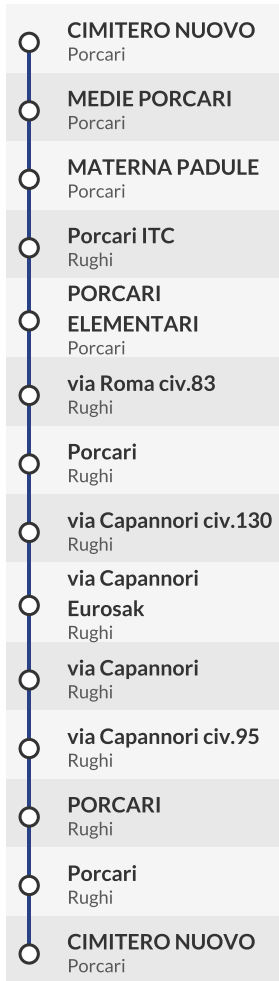 CIMITERO NUOVO
Porcari
MEDIE PORCARI
Porcari
MATERNA PADULE
Porcari
Porcari ITC
Rughi
PORCARI
ELEMENTARI
Porcari
via Roma civ.83
Rughi
Porcari
Rughi
via Capannori civ.130
Rughi
via Capannori
Eurosak
Rughi
via Capannori
Rughi
via Capannori civ.95
Rughi
PORCARI
Rughi
Porcari
Rughi
CIMITERO NUOVO
Porcari